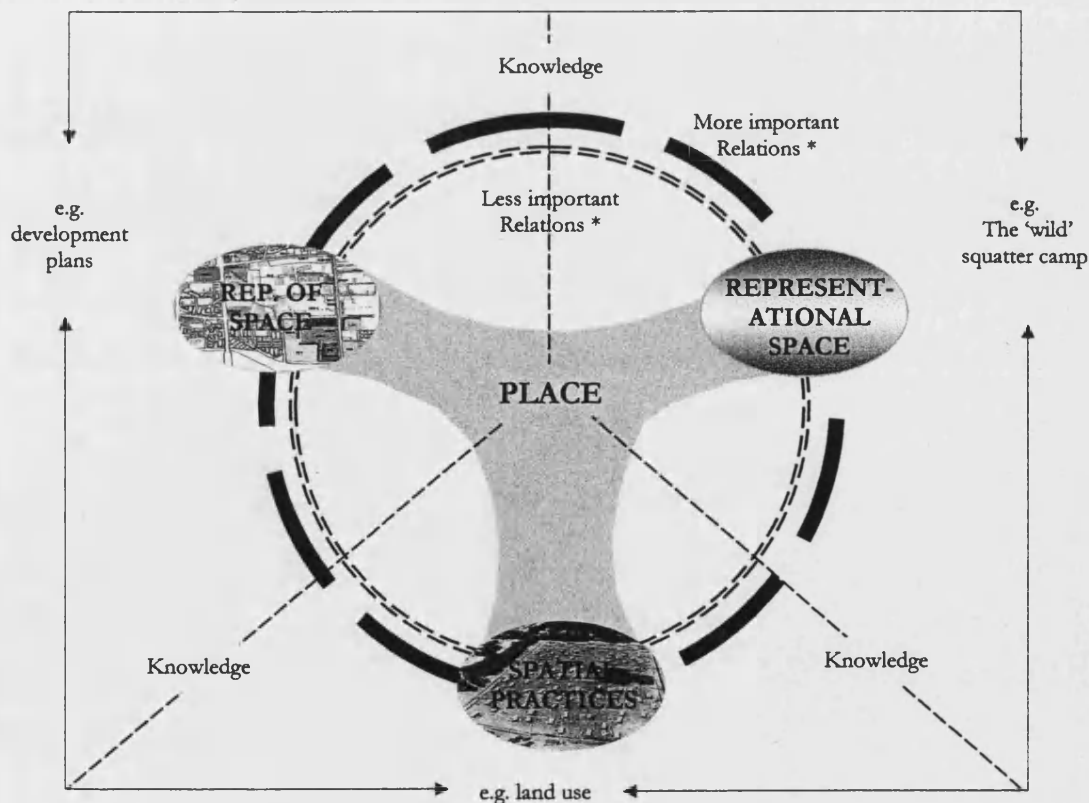 Knowledge
More important
Relations *
Less important
Relations *
e.g.
development
plans
e.g.
The ‘wild’
squatter camp
REP. OF
SPACE
REPRESENT-
ATIONAL
SPACE
PLACE
Knowledge
Knowledge
SPATIAL
PRACTICES
e.g. land use